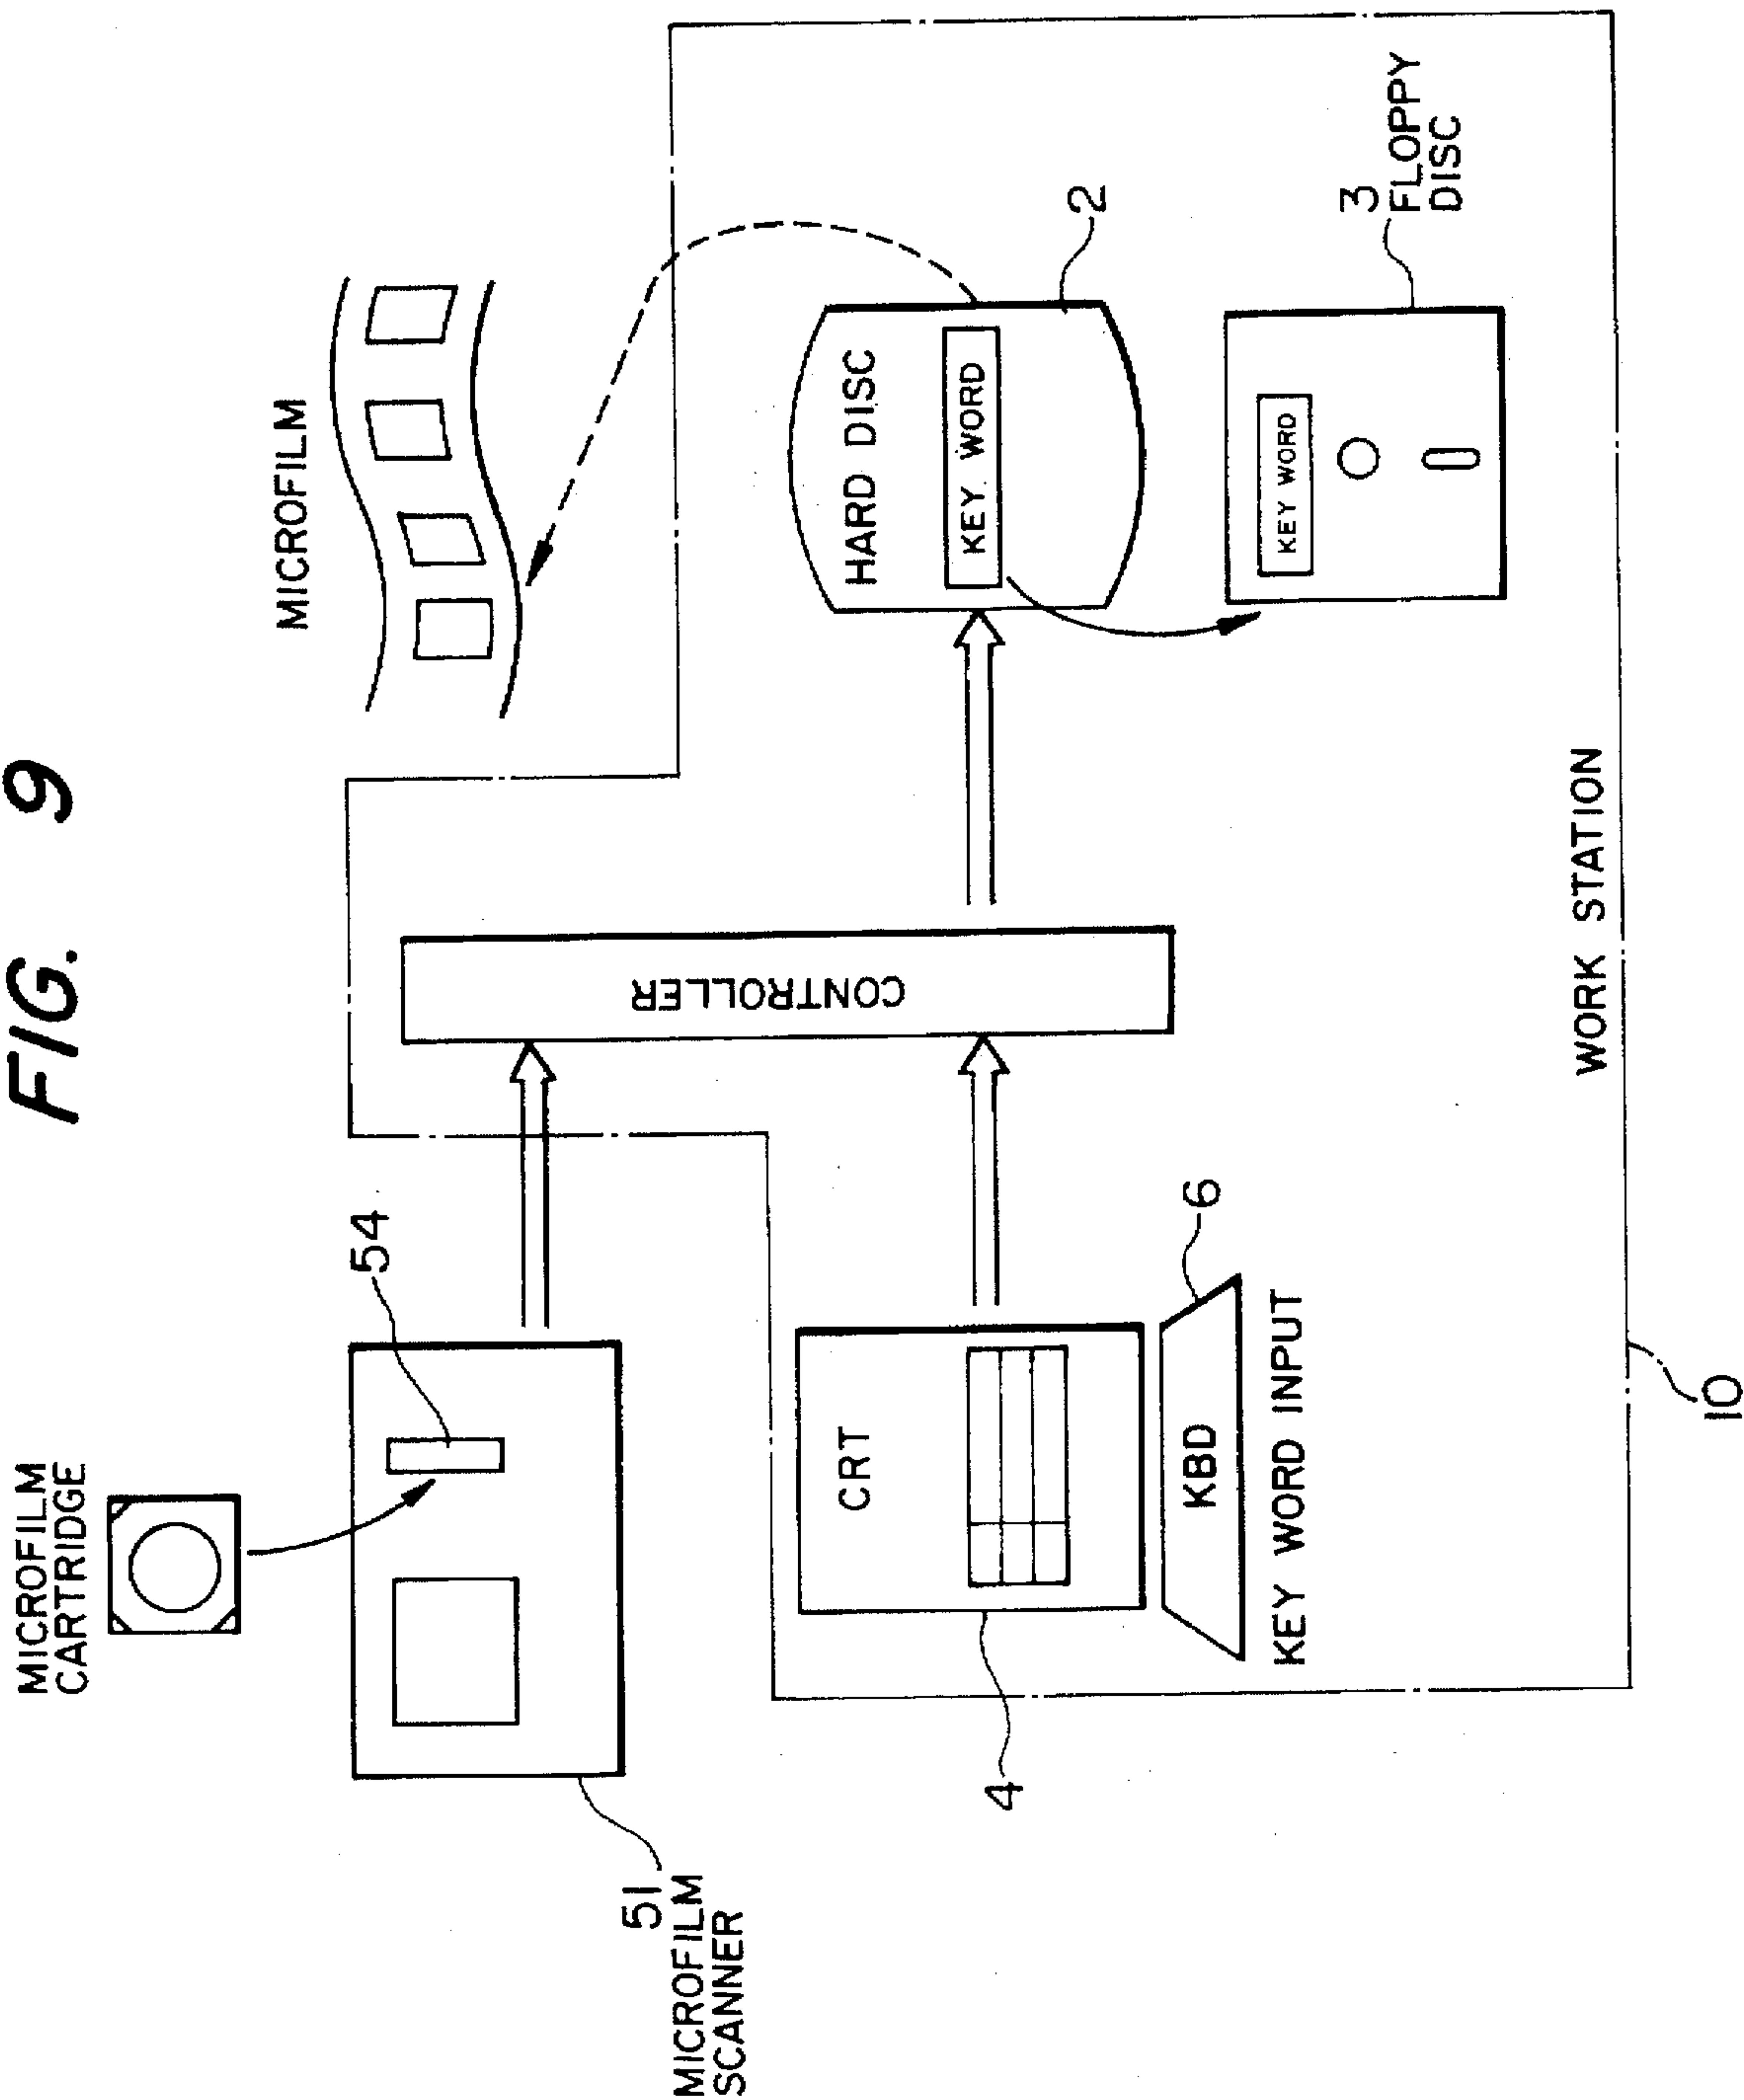 FIG. 9
MICROFILM
CARTRIDGE
54
51
MICROFILM
SCANNER
MICROFILM
CONTROLLER
CRT
4
KBD
6
KEY WORD INPUT
HARD DISC
KEY WORD
2
KEY WORD
3
FLOPPY
DISC
WORK STATION
10